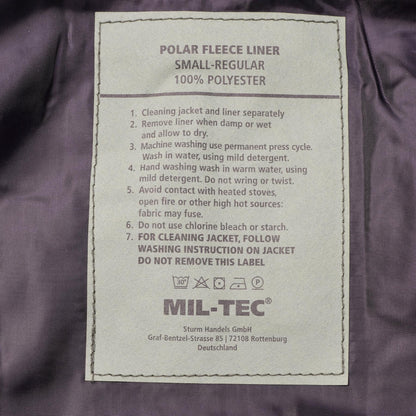 POLAR FLEECE LINER
SMALL-REGULAR
100% POLYESTER
1. Cleaning jacket and liner separately
2. Remove liner when damp or wet
and allow to dry.
3. Machine washing use permanent press cycle.
Wash in water, using mild detergent.
4. Hand washing wash in warm water, using
mild detergent. Do not wring or twist.
5. Avoid contact with heated stoves,
open fire or other high hot sources:
fabric may fuse.
6. Do not use chlorine bleach or starch.
7. FOR CLEANING JACKET, FOLLOW
WASHING INSTRUCTION ON JACKET
DO NOT REMOVE THIS LABEL
30° P
MIL-TEC®
Sturm Handels GmbH
Graf-Bentzel-Strasse 85 | 72108 Rottenburg
Deutschland